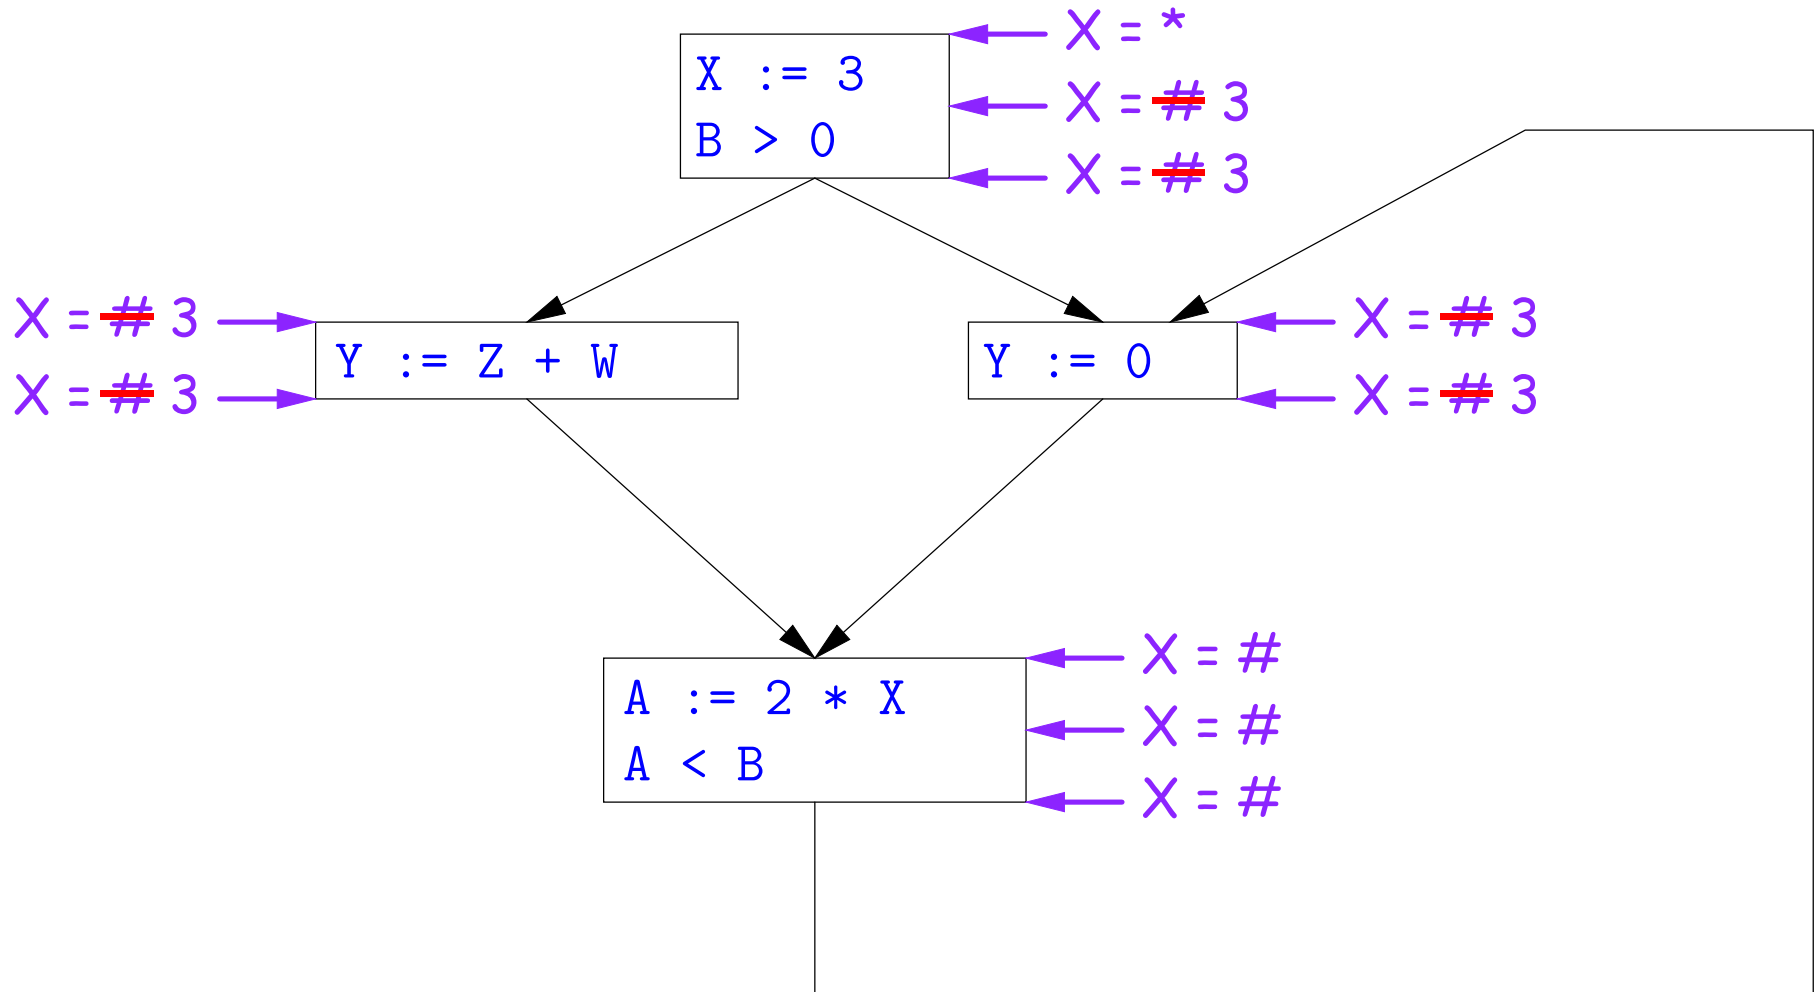 X = *
X := 3
X = # 3
B > 0
X = # 3
X = # 3
X = # 3
Y := Z + W
Y := 0
X = # 3
X = # 3
X = #
A := 2 * X
X = #
A < B
X = #